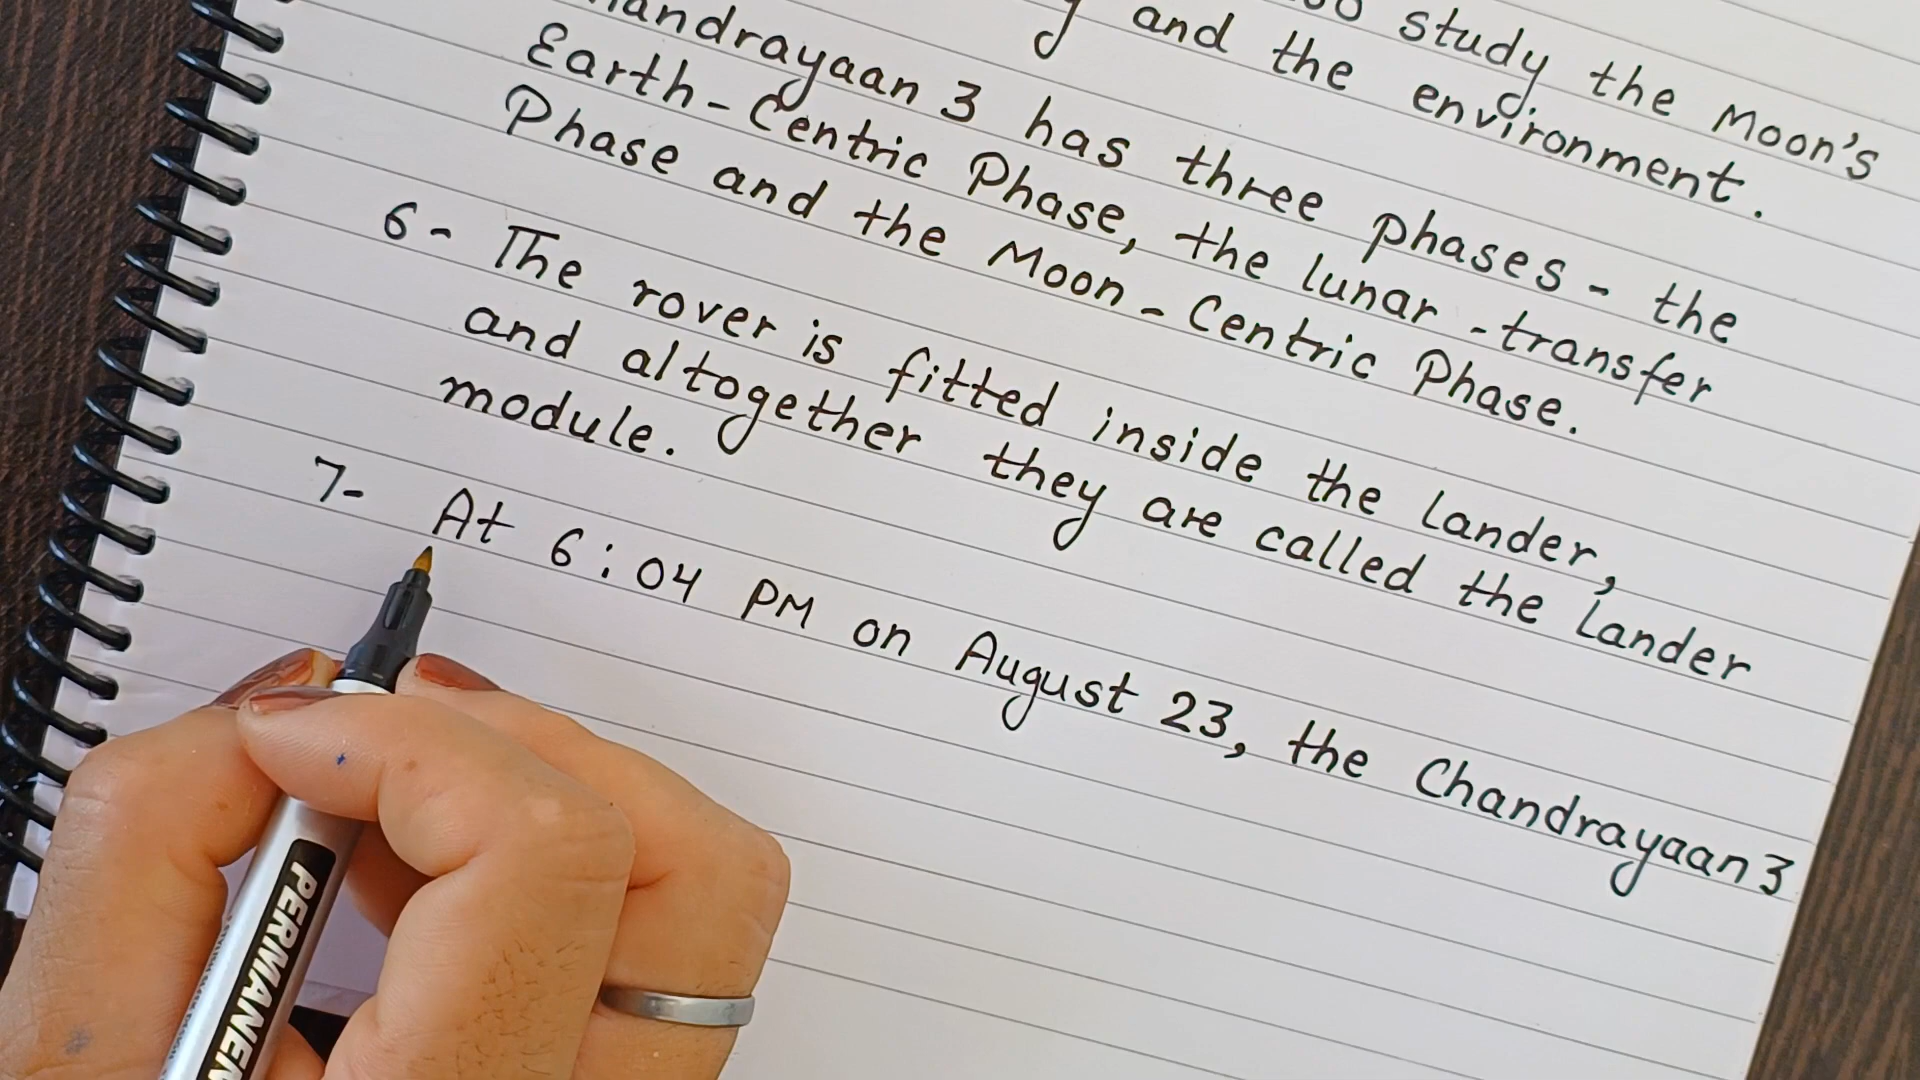 study the Moon's
and the environment.
Chandrayaan 3 has three phases - the
Earth-Centric Phase, the lunar-transfer
Phase and the Moon-Centric Phase.
6- The rover is fitted inside the Lander,
and altogether they are called the Lander
module.
7- At 6:04 PM on August 23, the Chandrayaan 3
PERMANEN